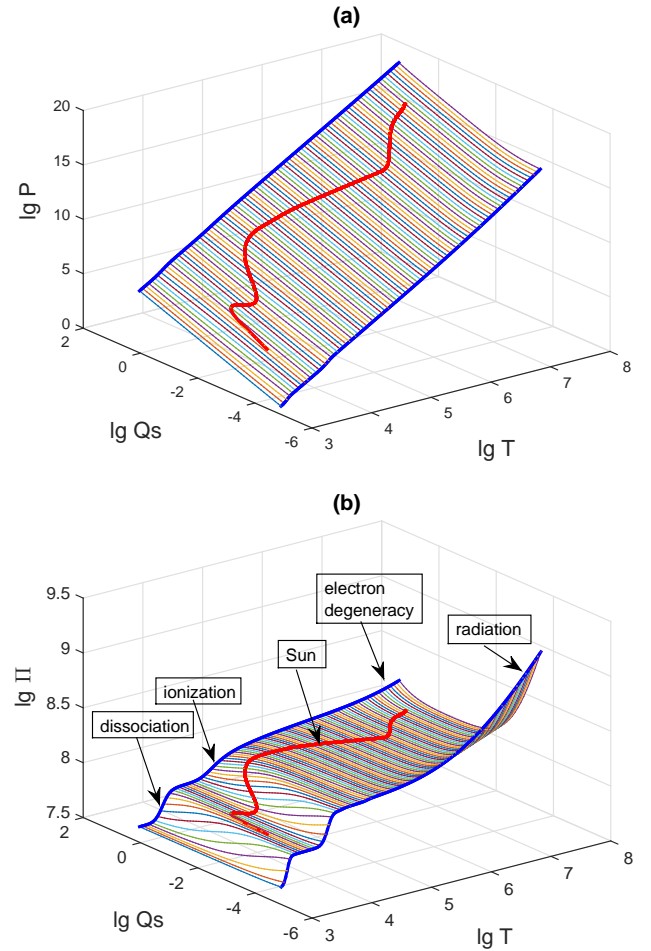 (a)
20
15
10
5
0
lg P
2
0
-2
-4
-6
lg Qs
3
4
5
6
7
8
lg T
(b)
9.5
9
8.5
8
7.5
lg Π
electron
degeneracy
radiation
Sun
ionization
dissociation
2
0
-2
-4
-6
lg Qs
3
4
5
6
7
8
lg T